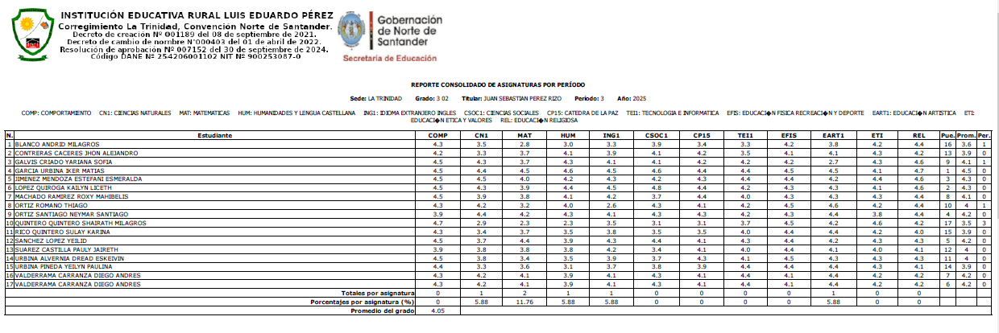 INSTITUCIÓN EDUCATIVA RURAL LUIS EDUARDO PÉREZ
Corregimiento La Trinidad, Convención Norte de Santander.
Decreto de creación Nº 001189 del 08 de septiembre de 2021.
Decreto de cambio de nombre N°000403 del 01 de abril de 2022.
Resolución de aprobación Nº 007152 del 30 de septiembre de 2024.
Código DANE Nº 254206001102 NIT Nº 900253087-0
Gobernación
de Norte de
Santander
Secretaría de Educación
REPORTE CONSOLIDADO DE ASIGNATURAS POR PERÍODO
Sede: LA TRINIDAD Grado: 3 02 Titular: JUAN SEBASTIAN PEREZ RIZO Período: 3 Año: 2025
COMP: COMPORTAMIENTO CN1: CIENCIAS NATURALES MAT: MATEMATICAS HUM: HUMANIDADES Y LENGUA CASTELLANA ING1: IDIOMA EXTRANJERO INGLES CSOC1: CIENCIAS SOCIALES CP15: CATEDRA DE LA PAZ TEI1: TECNOLOGIA E INFORMATICA EFIS: EDUCACI�N FISICA RECREACI�N Y DEPORTE EART1: EDUCACI�N ARTISTICA ETI:
EDUCACI�N ETICA Y VALORES REL: EDUCACI�N RELIGIOSA
N. Estudiante COMP CN1 MAT HUM ING1 CSOC1 CP15 TEI1 EFIS EART1 ETI REL Pue. Prom. Per.
1 BLANCO ANDRID MILAGROS 4.3 3.5 2.8 3.0 3.3 3.9 3.4 3.3 4.2 3.8 4.2 4.4 16 3.6 1
2 CONTRERAS CACERES JHON ALEJANDRO 4.2 3.3 3.7 4.1 3.9 4.1 4.2 3.5 4.1 4.1 4.3 4.2 13 3.9 0
3 GALVIS CRIADO YARIANA SOFIA 4.5 4.3 3.7 4.3 4.1 4.1 4.4 4.2 4.2 2.7 4.3 4.6 9 4.1 1
4 GARCIA URBINA IKER MATIAS 4.5 4.4 4.5 4.6 4.5 4.6 4.4 4.4 4.5 4.5 4.1 4.7 1 4.5 0
5 JIMENEZ MENDOZA ESTEFANI ESMERALDA 4.5 4.5 4.0 4.2 4.3 4.2 4.3 4.4 4.4 4.2 4.4 4.6 3 4.3 0
6 LOPEZ QUIROGA KAILYN LICETH 4.5 4.3 3.9 4.4 4.5 4.8 4.4 4.2 4.3 4.3 4.1 4.6 2 4.3 0
7 MACHADO RAMIREZ ROXY MAHIBELIS 4.5 3.9 3.8 4.1 4.2 3.7 4.4 4.0 4.3 4.3 4.3 4.4 8 4.1 0
8 ORTIZ ROMANO THIAGO 4.3 4.2 3.2 4.0 2.6 4.3 4.1 4.2 4.5 4.6 4.2 4.4 10 4 1
9 ORTIZ SANTIAGO NEYMAR SANTIAGO 3.9 4.4 4.2 4.3 4.1 4.3 4.3 4.2 4.3 4.4 3.8 4.4 4 4.2 0
10 QUINTERO QUINTERO SHAIRATH MILAGROS 4.7 2.9 2.3 2.3 3.5 3.1 3.1 3.7 4.5 4.2 4.6 4.2 17 3.5 3
11 RICO QUINTERO SULAY KARINA 4.3 3.4 3.7 3.5 3.8 3.5 3.5 4.0 4.4 4.4 4.2 4.0 15 3.9 0
12 SANCHEZ LOPEZ YEILID 4.5 3.7 4.4 3.9 4.3 4.4 4.1 4.3 4.4 4.2 4.3 4.3 5 4.2 0
13 SUAREZ CASTILLA PAULY JAIRETH 3.9 3.8 3.8 3.8 4.2 3.4 4.1 4.0 4.4 4.1 4.0 4.1 12 4 0
14 URBINA ALVERNIA DREAD ESKEIVIN 4.5 3.8 3.4 3.5 3.9 3.7 4.3 4.1 4.5 4.3 4.3 4.3 11 4 0
15 URBINA PINEDA YEILYN PAULINA 4.4 3.3 3.6 3.1 3.7 3.8 3.9 4.4 4.4 4.4 4.3 4.1 14 3.9 0
16 VALDERRAMA CARRANZA DIEGO ANDRES 4.3 4.2 4.1 3.9 4.1 4.3 4.1 4.4 4.1 4.4 4.2 4.2 7 4.2 0
17 VALDERRAMA CARRANZA DIEGO ANDRES 4.3 4.2 4.1 3.9 4.1 4.3 4.1 4.4 4.1 4.4 4.2 4.2 6 4.2 0
Totales por asignatura 0 1 2 1 1 0 0 0 0 1 0 0
Porcentajes por asignatura (%) 0 5.88 11.76 5.88 5.88 0 0 0 0 5.88 0 0
Promedio del grado 4.05